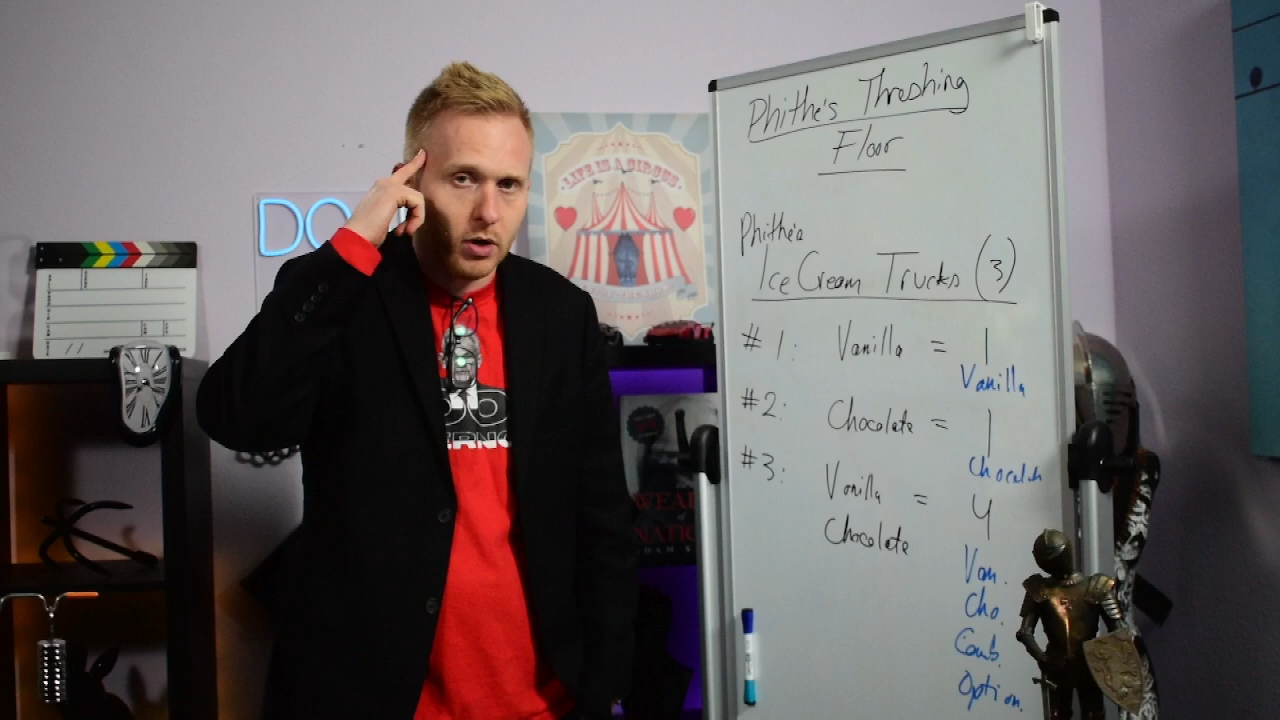 DO
LIFE IS A CIRCUS
Phithe's Threshing
Floor
Phithe's
Ice Cream Trucks (3)
#1: Vanilla = 1
Vanilla
#2: Chocolate = 1
Chocolate
#3: Vanilla = 4
Chocolate
Van.
Cho.
Comb.
Option.